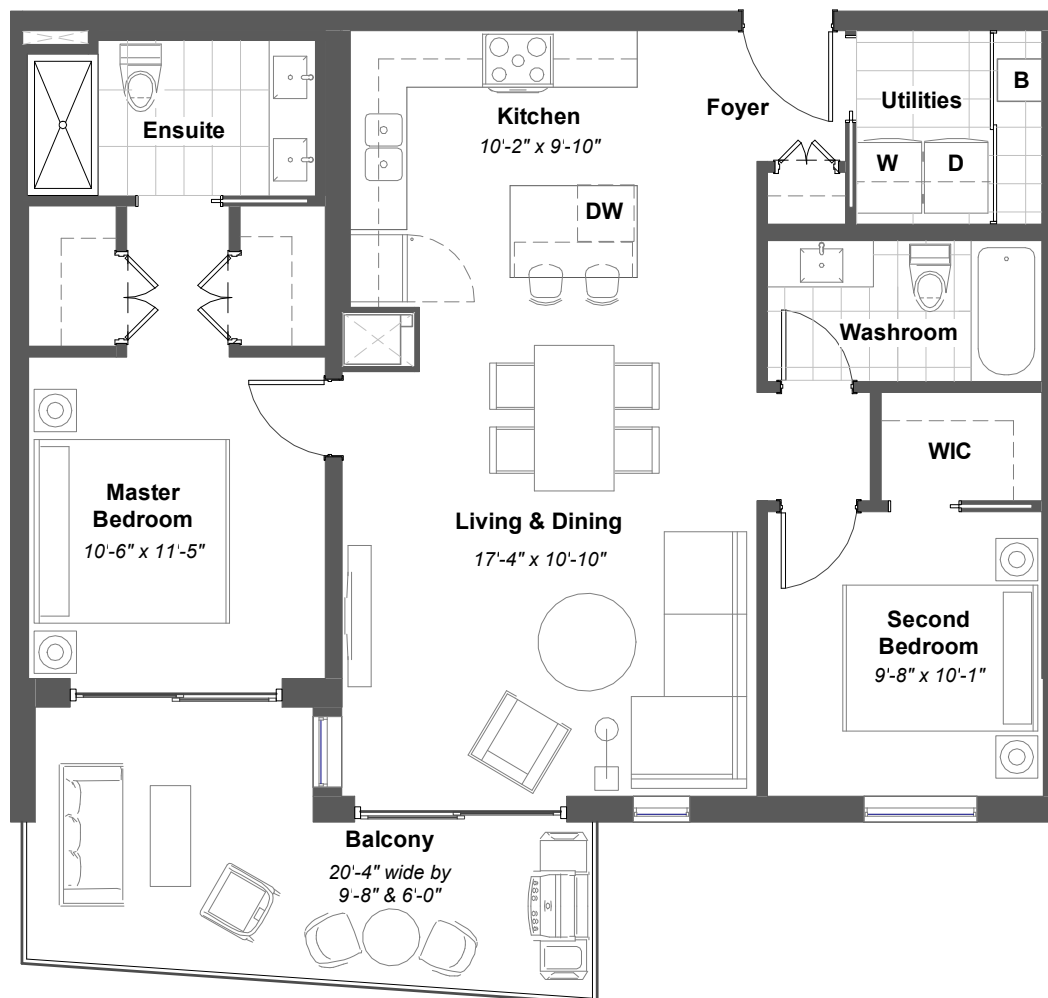 Ensuite
Kitchen
10'-2" x 9'-10"
Foyer
Utilities
B
W
D
DW
Washroom
WIC
Master
Bedroom
10'-6" x 11'-5"
Living & Dining
17'-4" x 10'-10"
Second
Bedroom
9'-8" x 10'-1"
Balcony
20'-4" wide by
9'-8" & 6'-0"